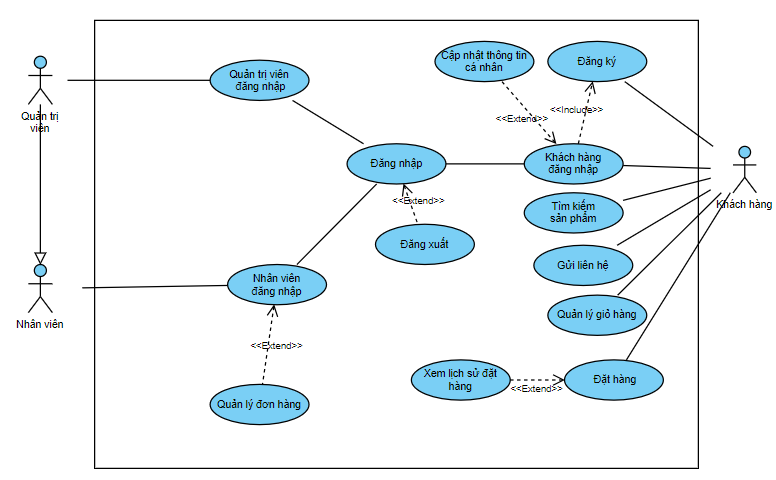 Quản trị viên
đăng nhập
Cập nhật thông tin
cá nhân
Đăng ký
Quản trị
viên
<<Extend>>
<<Include>>
Đăng nhập
Khách hàng
đăng nhập
<<Extend>>
Tìm kiếm
sản phẩm
Khách hàng
Đăng xuất
Gửi liên hệ
Nhân viên
đăng nhập
Nhân viên
Quản lý giỏ hàng
<<Extend>>
Xem lịch sử đặt
hàng
<<Extend>>
Đặt hàng
Quản lý đơn hàng